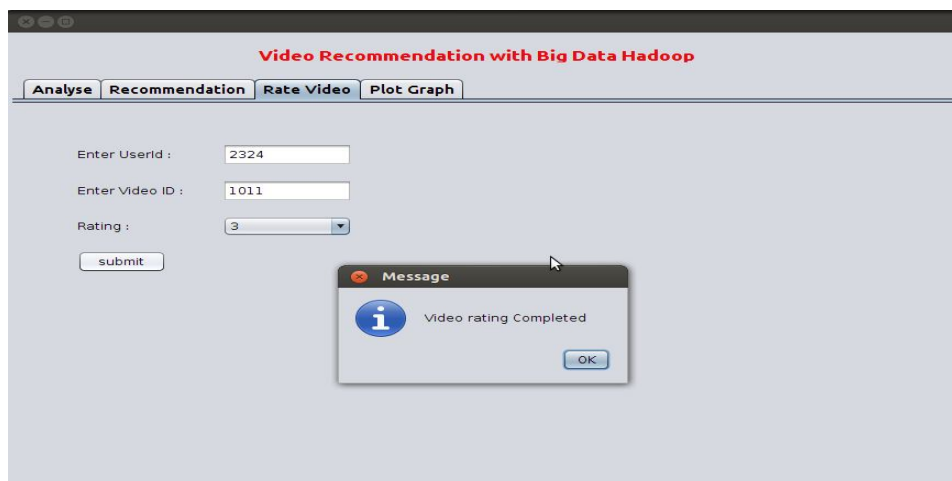 Video Recommendation with Big Data Hadoop
Analyse Recommendation Rate Video Plot Graph
Enter UserId : 2324
Enter Video ID : 1011
Rating : 3
submit
Message
Video rating Completed
OK